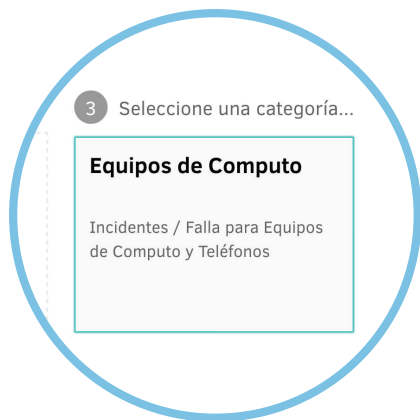 3 Seleccione una categoría...
Equipos de Computo
Incidentes / Falla para Equipos
de Computo y Teléfonos